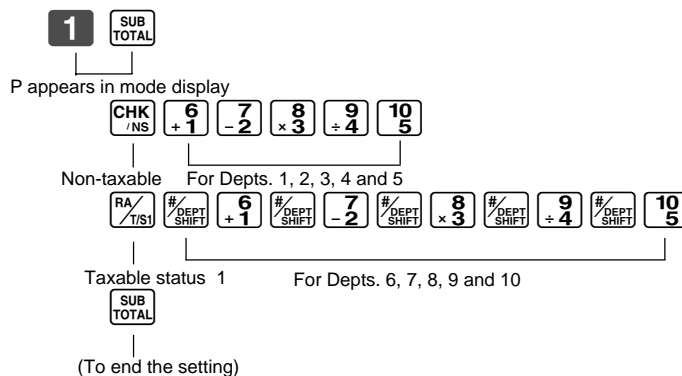 1 SUB TOTAL
P appears in mode display
CHK /NS 6 + 1 7 − 2 8 × 3 9 ÷ 4 10 5
Non-taxable For Depts. 1, 2, 3, 4 and 5
RA/ T/S1 #/DEPT SHIFT 6 + 1 #/DEPT SHIFT 7 − 2 #/DEPT SHIFT 8 × 3 #/DEPT SHIFT 9 ÷ 4 #/DEPT SHIFT 10 5
Taxable status 1 For Depts. 6, 7, 8, 9 and 10
SUB TOTAL
(To end the setting)